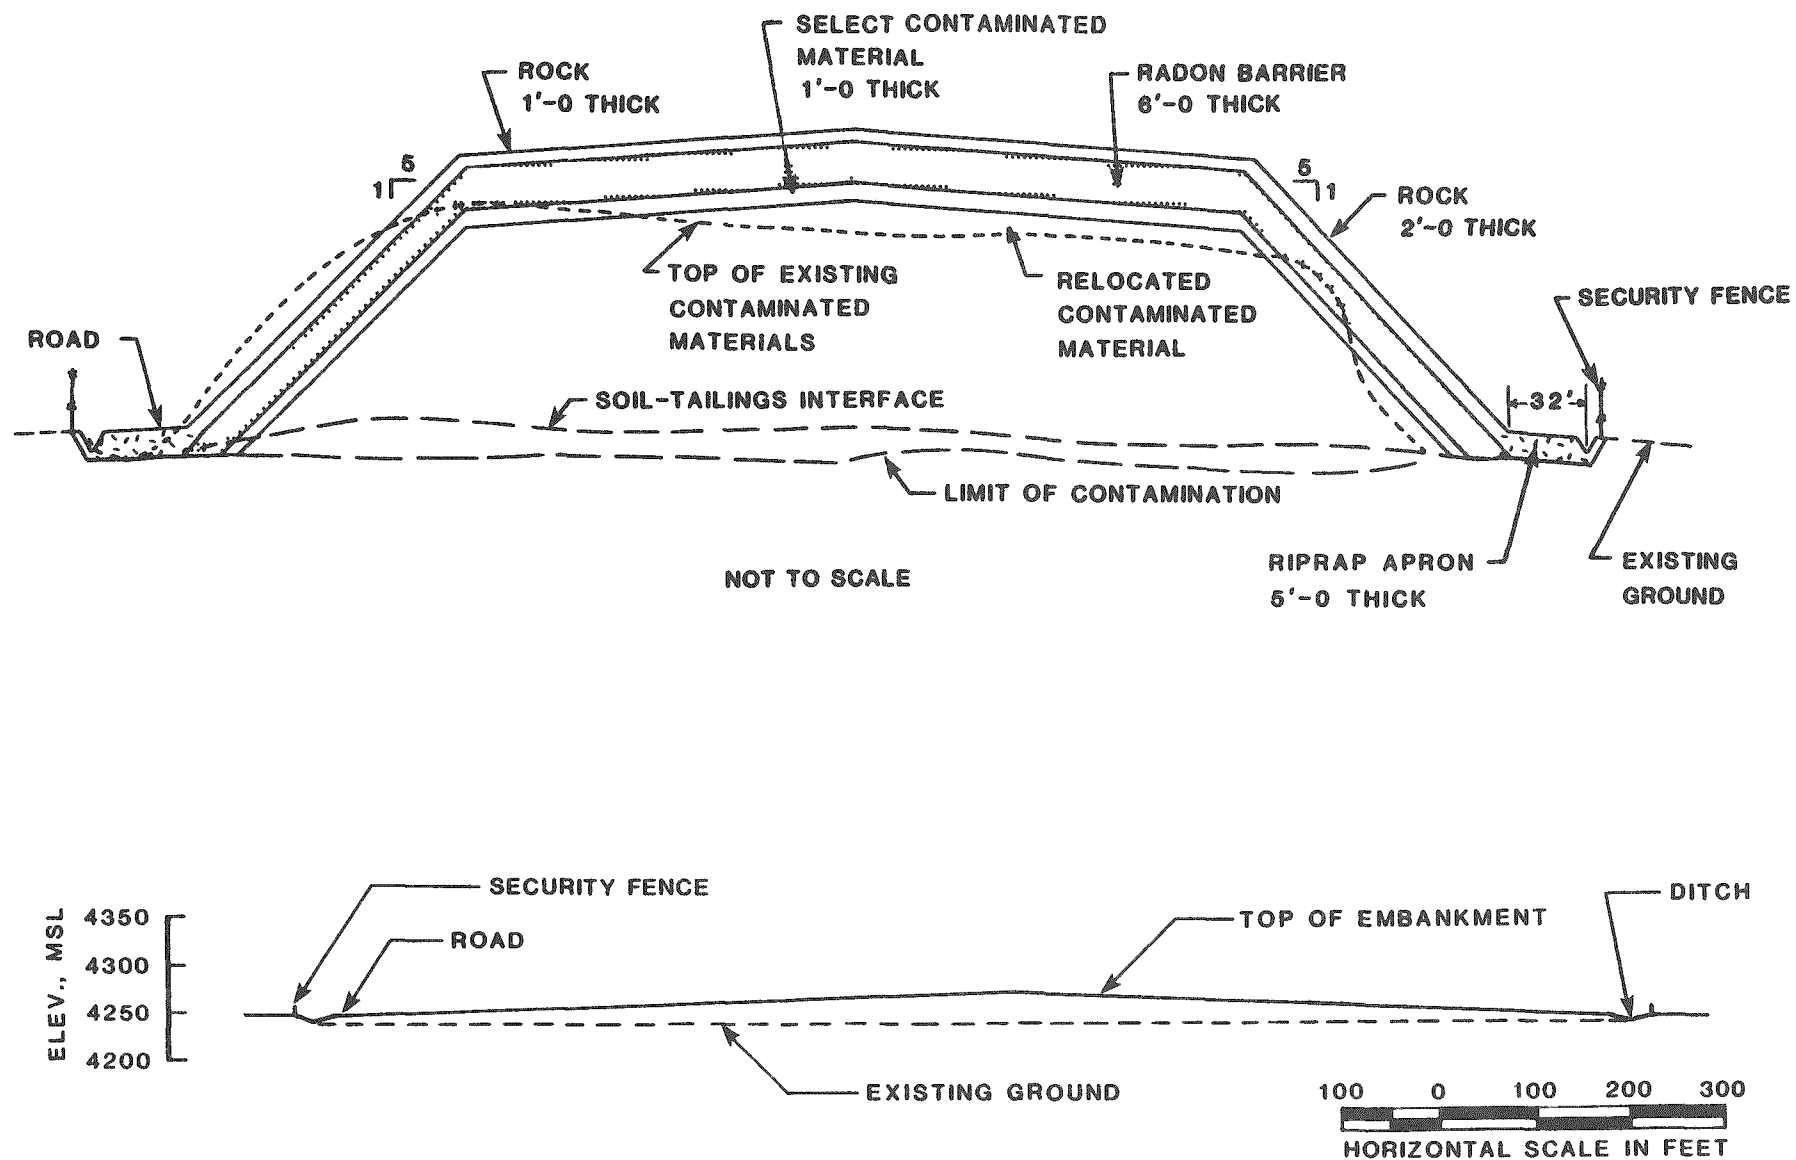 SELECT CONTAMINATED
MATERIAL
1'-0 THICK
ROCK
1'-0 THICK
RADON BARRIER
6'-0 THICK
5
1
5
1
ROCK
2'-0 THICK
TOP OF EXISTING
CONTAMINATED
MATERIALS
RELOCATED
CONTAMINATED
MATERIAL
SECURITY FENCE
ROAD
SOIL-TAILINGS INTERFACE
32'
LIMIT OF CONTAMINATION
RIPRAP APRON
5'-0 THICK
EXISTING
GROUND
NOT TO SCALE
ELEV., MSL
4350
4300
4250
4200
SECURITY FENCE
ROAD
TOP OF EMBANKMENT
DITCH
EXISTING GROUND
100 0 100 200 300
HORIZONTAL SCALE IN FEET